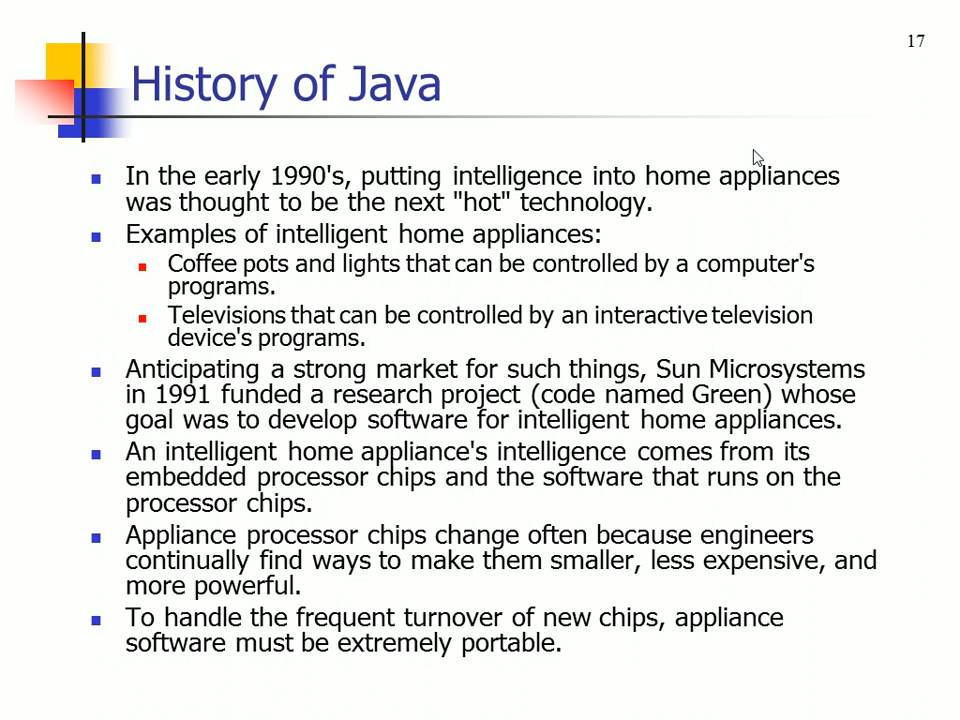 17
History of Java
In the early 1990's, putting intelligence into home appliances
was thought to be the next "hot" technology.
Examples of intelligent home appliances:
Coffee pots and lights that can be controlled by a computer's
programs.
Televisions that can be controlled by an interactive television
device's programs.
Anticipating a strong market for such things, Sun Microsystems
in 1991 funded a research project (code named Green) whose
goal was to develop software for intelligent home appliances.
An intelligent home appliance's intelligence comes from its
embedded processor chips and the software that runs on the
processor chips.
Appliance processor chips change often because engineers
continually find ways to make them smaller, less expensive, and
more powerful.
To handle the frequent turnover of new chips, appliance
software must be extremely portable.